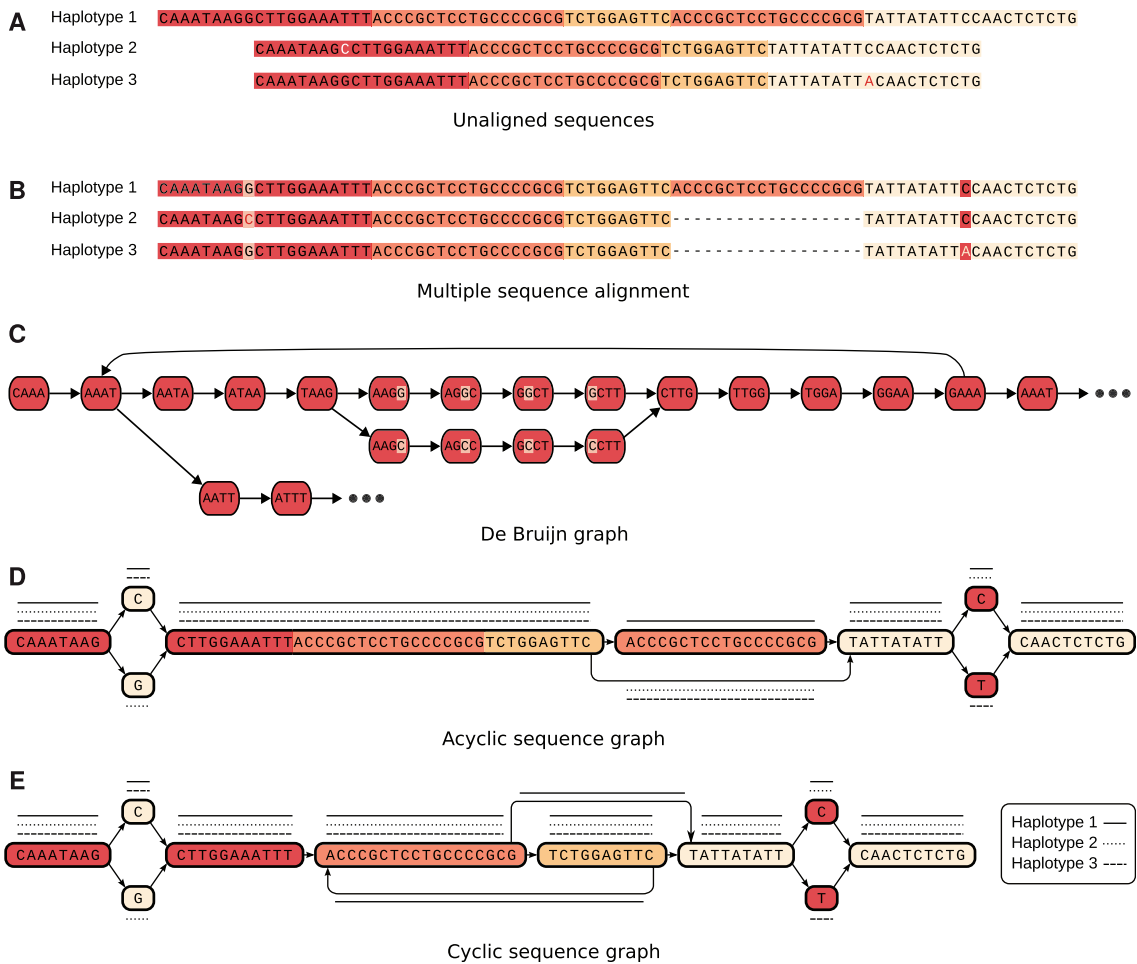 A
Haplotype 1 CAAATAAGGCTTGGAAATTTACCCGCTCCTGCCCCGCGTCTGGAGTTCACCCGCTCCTGCCCCGCGTATTATATTCCAACTCTCTG
Haplotype 2 CAAATAAGCCTTGGAAATTTACCCGCTCCTGCCCCGCGTCTGGAGTTCTATTATATTCCAACTCTCTG
Haplotype 3 CAAATAAGGCTTGGAAATTTACCCGCTCCTGCCCCGCGTCTGGAGTTCTATTATATTACAACTCTCTG
Unaligned sequences
B
Haplotype 1 CAAATAAGGCTTGGAAATTTACCCGCTCCTGCCCCGCGTCTGGAGTTCACCCGCTCCTGCCCCGCGTATTATATTCCAACTCTCTG
Haplotype 2 CAAATAAGCCTTGGAAATTTACCCGCTCCTGCCCCGCGTCTGGAGTTC------------------TATTATATTCCAACTCTCTG
Haplotype 3 CAAATAAGGCTTGGAAATTTACCCGCTCCTGCCCCGCGTCTGGAGTTC------------------TATTATATTACAACTCTCTG
Multiple sequence alignment
C
CAAA AAAT AATA ATAA TAAG AAGG AGGC GGCT GCTT CTTG TTGG TGGA GGAA GAAA AAAT
AAGC AGCC GCCT CCTT
AATT ATTT
De Bruijn graph
D
C C
CAAATAAG CTTGGAAATTTACCCGCTCCTGCCCCGCGTCTGGAGTTC ACCCGCTCCTGCCCCGCG TATTATATT CAACTCTCTG
G T
Acyclic sequence graph
E
C C
CAAATAAG CTTGGAAATTT ACCCGCTCCTGCCCCGCG TCTGGAGTTC TATTATATT CAACTCTCTG
G T
Haplotype 1
Haplotype 2
Haplotype 3
Cyclic sequence graph